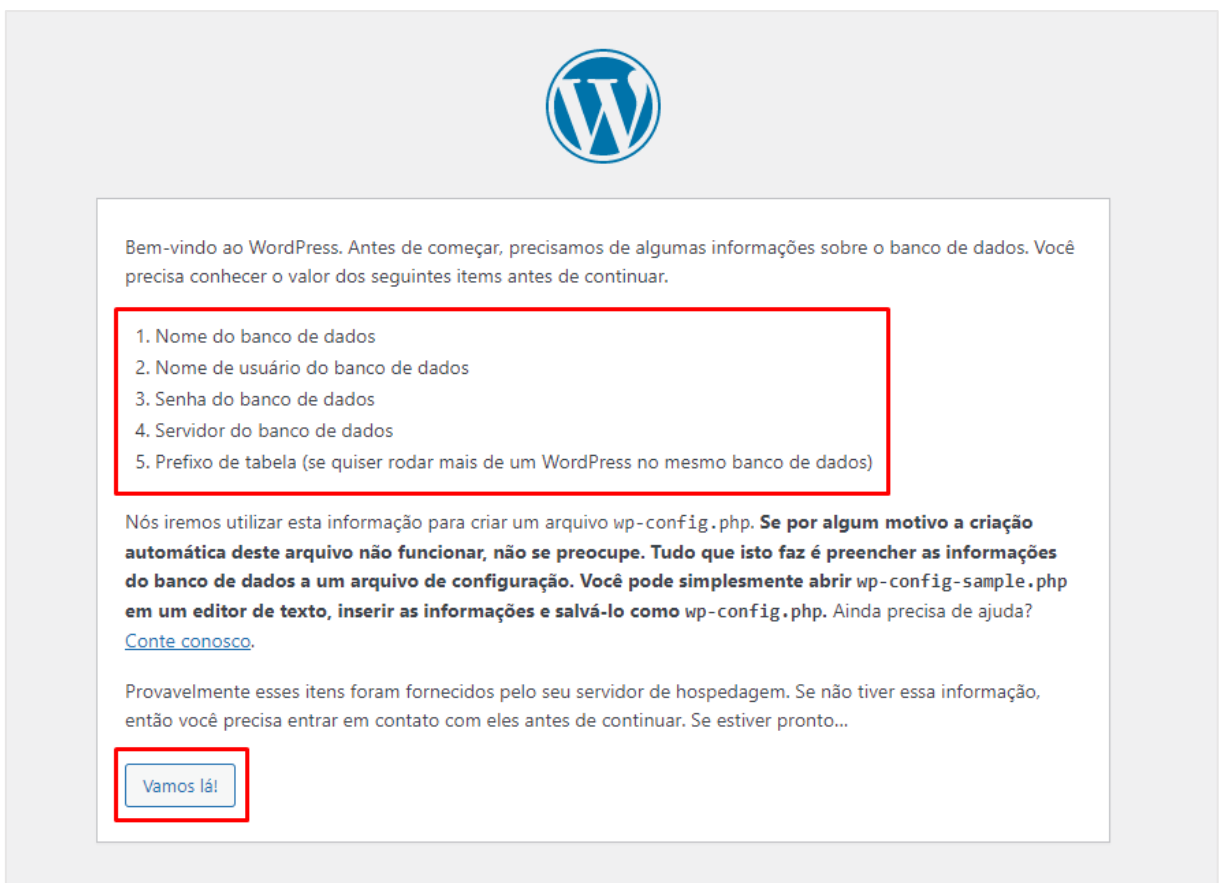 Bem-vindo ao WordPress. Antes de começar, precisamos de algumas informações sobre o banco de dados. Você
precisa conhecer o valor dos seguintes items antes de continuar.
1. Nome do banco de dados
2. Nome de usuário do banco de dados
3. Senha do banco de dados
4. Servidor do banco de dados
5. Prefixo de tabela (se quiser rodar mais de um WordPress no mesmo banco de dados)
Nós iremos utilizar esta informação para criar um arquivo wp-config.php. Se por algum motivo a criação
automática deste arquivo não funcionar, não se preocupe. Tudo que isto faz é preencher as informações
do banco de dados a um arquivo de configuração. Você pode simplesmente abrir wp-config-sample.php
em um editor de texto, inserir as informações e salvá-lo como wp-config.php. Ainda precisa de ajuda?
Conte conosco.
Provavelmente esses itens foram fornecidos pelo seu servidor de hospedagem. Se não tiver essa informação,
então você precisa entrar em contato com eles antes de continuar. Se estiver pronto...
Vamos lá!